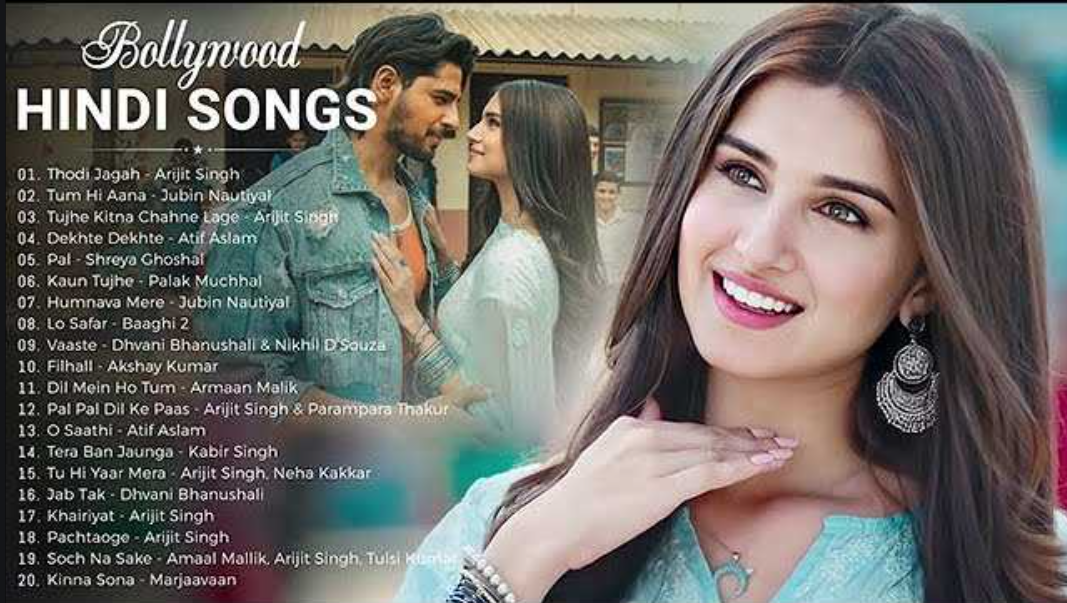 Bollywood
HINDI SONGS
01. Thodi Jagah - Arijit Singh
02. Tum Hi Aana - Jubin Nautiyal
03. Tujhe Kitna Chahne Lage - Arijit Singh
04. Dekhte Dekhte - Atif Aslam
05. Pal - Shreya Ghoshal
06. Kaun Tujhe - Palak Muchhal
07. Humnava Mere - Jubin Nautiyal
08. Lo Safar - Baaghi 2
09. Vaaste - Dhvani Bhanushali & Nikhil D'Souza
10. Filhall - Akshay Kumar
11. Dil Mein Ho Tum - Armaan Malik
12. Pal Pal Dil Ke Paas - Arijit Singh & Parampara Thakur
13. O Saathi - Atif Aslam
14. Tera Ban Jaunga - Kabir Singh
15. Tu Hi Yaar Mera - Arijit Singh, Neha Kakkar
16. Jab Tak - Dhvani Bhanushali
17. Khairiyat - Arijit Singh
18. Pachtaoge - Arijit Singh
19. Soch Na Sake - Amaal Mallik, Arijit Singh, Tulsi Kumar
20. Kinna Sona - Marjaavaan